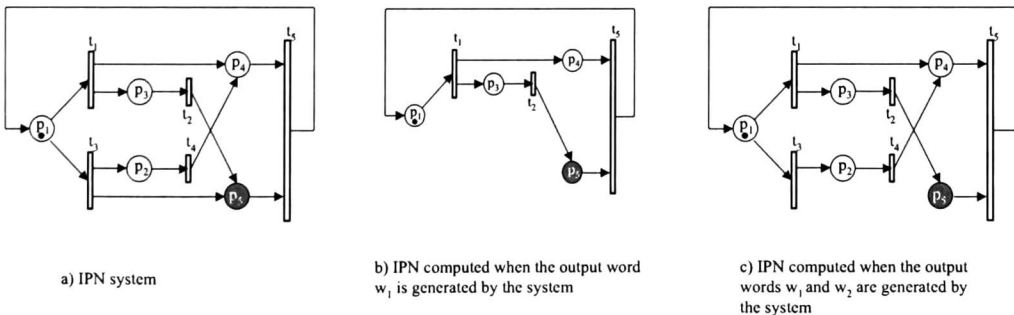 t1
p4
t5
p3
t2
p1
t3
t4
p2
p5
a) IPN system
t1
t5
p4
p3
t2
p1
p5
b) IPN computed when the output word
w1 is generated by the system
t1
t5
p4
p3
t2
p1
t3
t4
p2
p5
c) IPN computed when the output
words w1 and w2 are generated by
the system